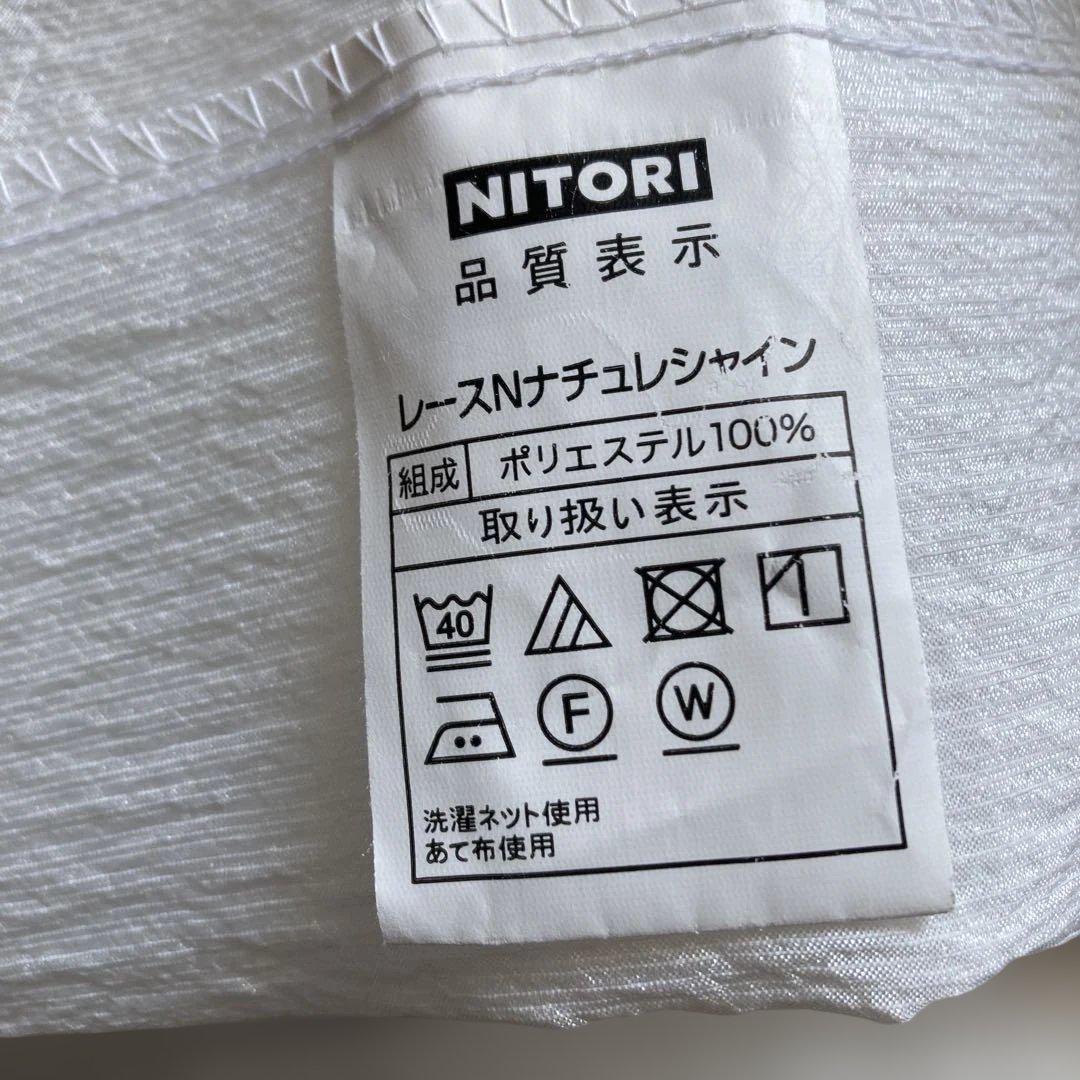 NITORI
品質表示
レースNナチュレシャイン
組成 ポリエステル100%
取り扱い表示
40
F W
洗濯ネット使用
あて布使用